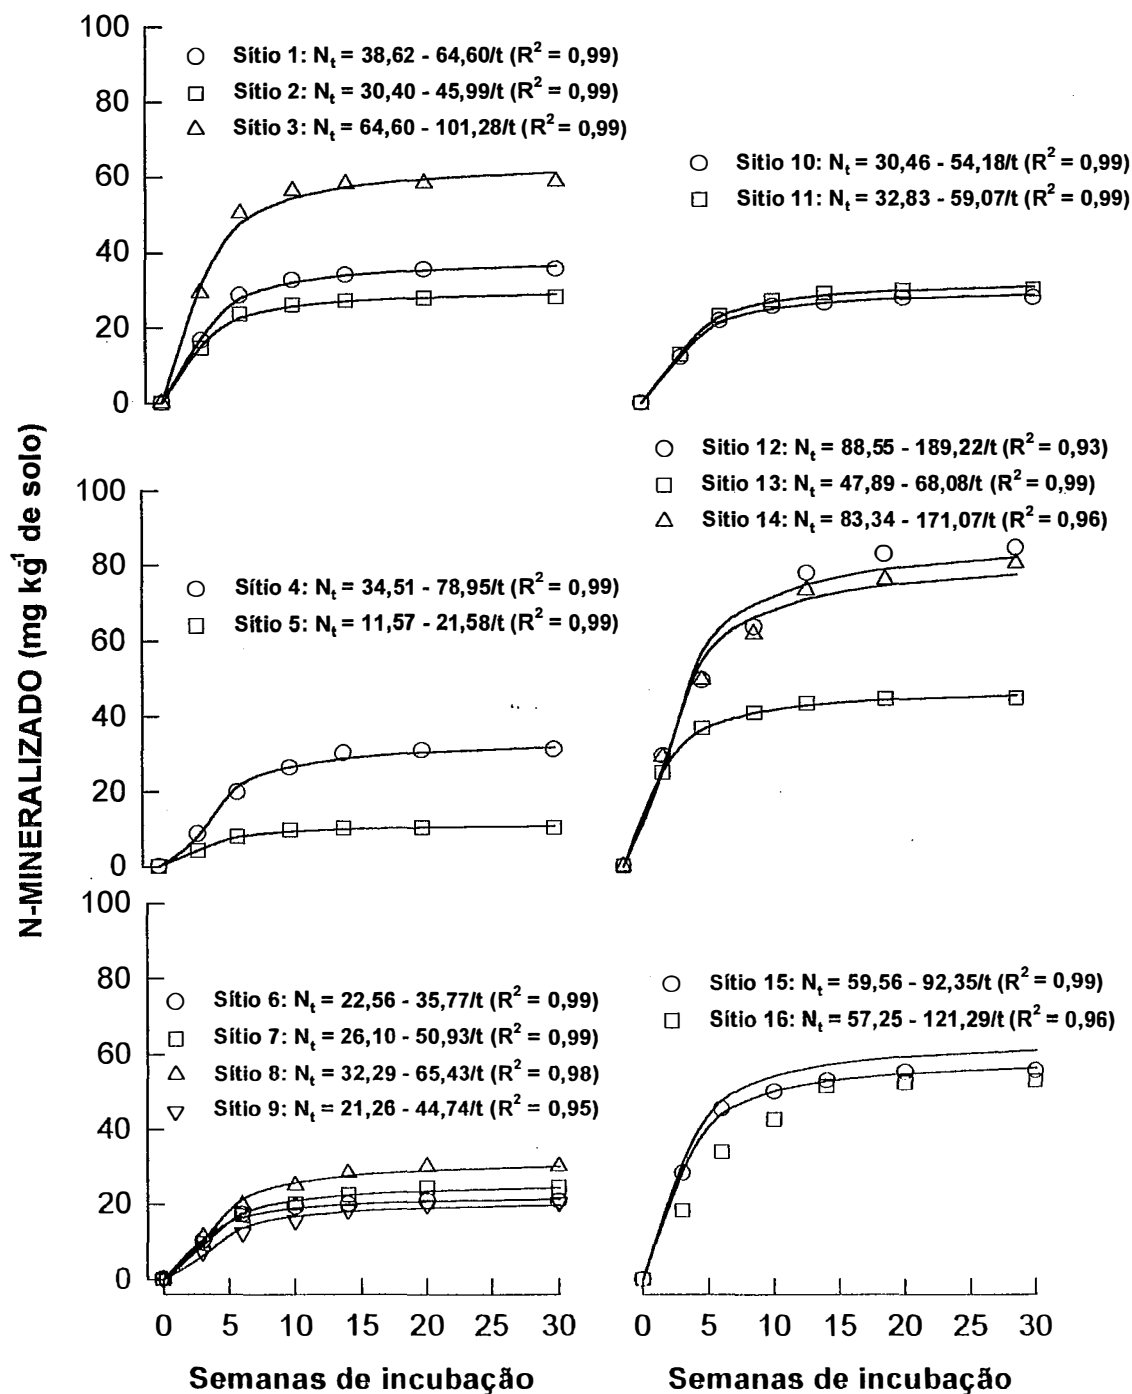 N-MINERALIZADO (mg kg⁻¹ de solo)
100
80
60
40
20
0
Sítio 1: Nt = 38,62 - 64,60/t (R² = 0,99)
Sítio 2: Nt = 30,40 - 45,99/t (R² = 0,99)
Sítio 3: Nt = 64,60 - 101,28/t (R² = 0,99)
Sitio 10: Nt = 30,46 - 54,18/t (R² = 0,99)
Sitio 11: Nt = 32,83 - 59,07/t (R² = 0,99)
100
80
60
40
20
0
Sítio 4: Nt = 34,51 - 78,95/t (R² = 0,99)
Sítio 5: Nt = 11,57 - 21,58/t (R² = 0,99)
Sitio 12: Nt = 88,55 - 189,22/t (R² = 0,93)
Sitio 13: Nt = 47,89 - 68,08/t (R² = 0,99)
Sitio 14: Nt = 83,34 - 171,07/t (R² = 0,96)
100
80
60
40
20
0
Sítio 6: Nt = 22,56 - 35,77/t (R² = 0,99)
Sítio 7: Nt = 26,10 - 50,93/t (R² = 0,99)
Sítio 8: Nt = 32,29 - 65,43/t (R² = 0,98)
Sítio 9: Nt = 21,26 - 44,74/t (R² = 0,95)
Sítio 15: Nt = 59,56 - 92,35/t (R² = 0,99)
Sítio 16: Nt = 57,25 - 121,29/t (R² = 0,96)
0 5 10 15 20 25 30
0 5 10 15 20 25 30
Semanas de incubação
Semanas de incubação